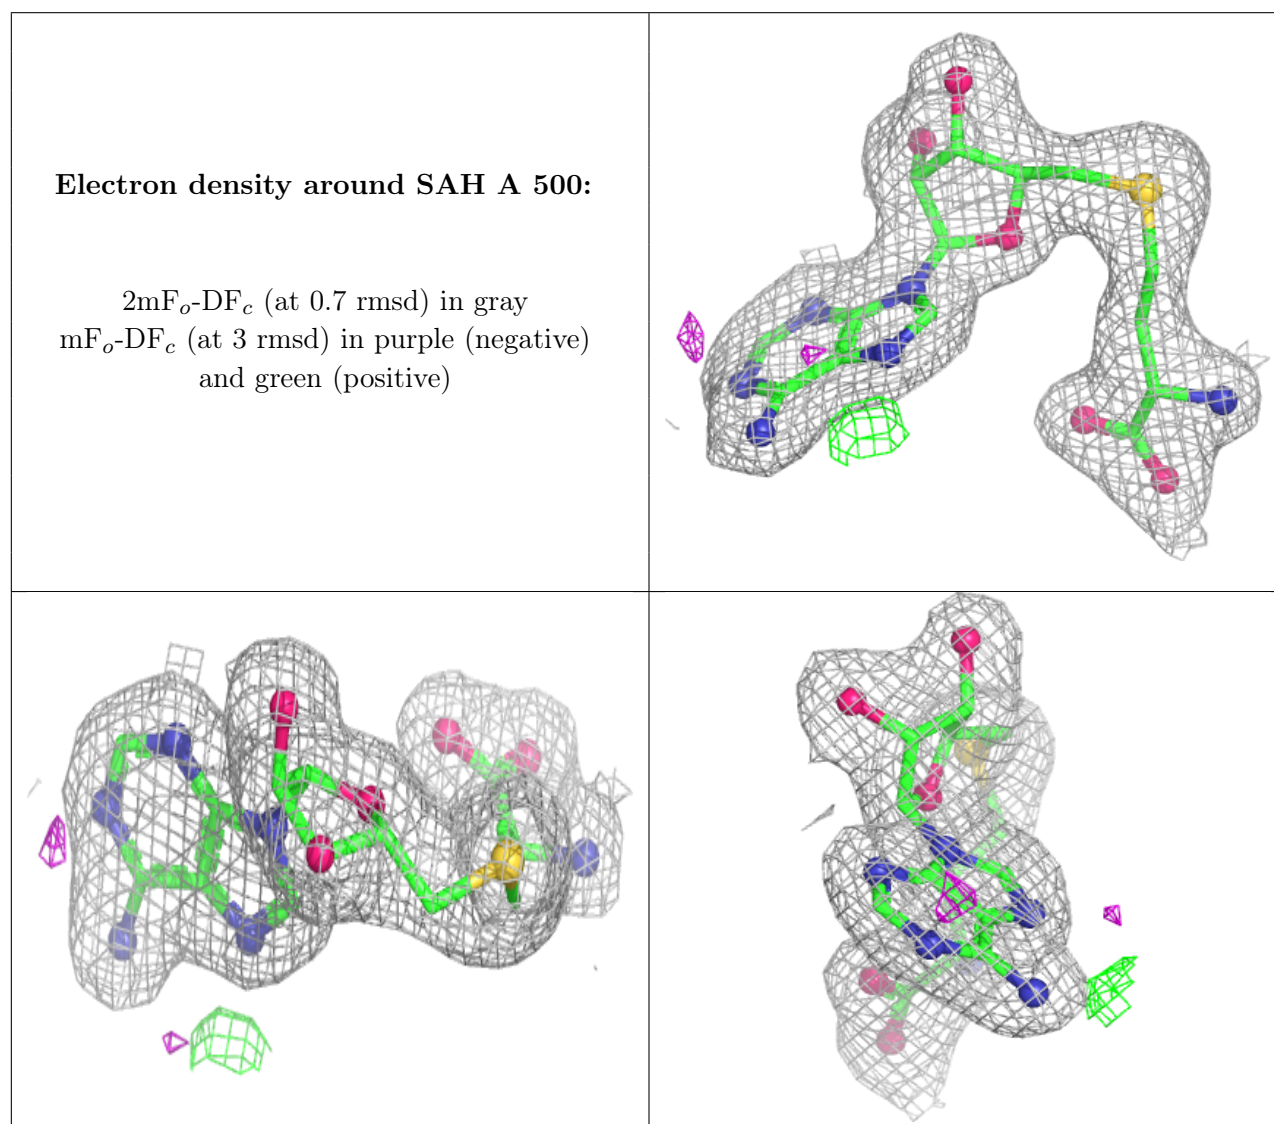 Electron density around SAH A 500:
2mFo-DFc (at 0.7 rmsd) in gray
mFo-DFc (at 3 rmsd) in purple (negative)
and green (positive)